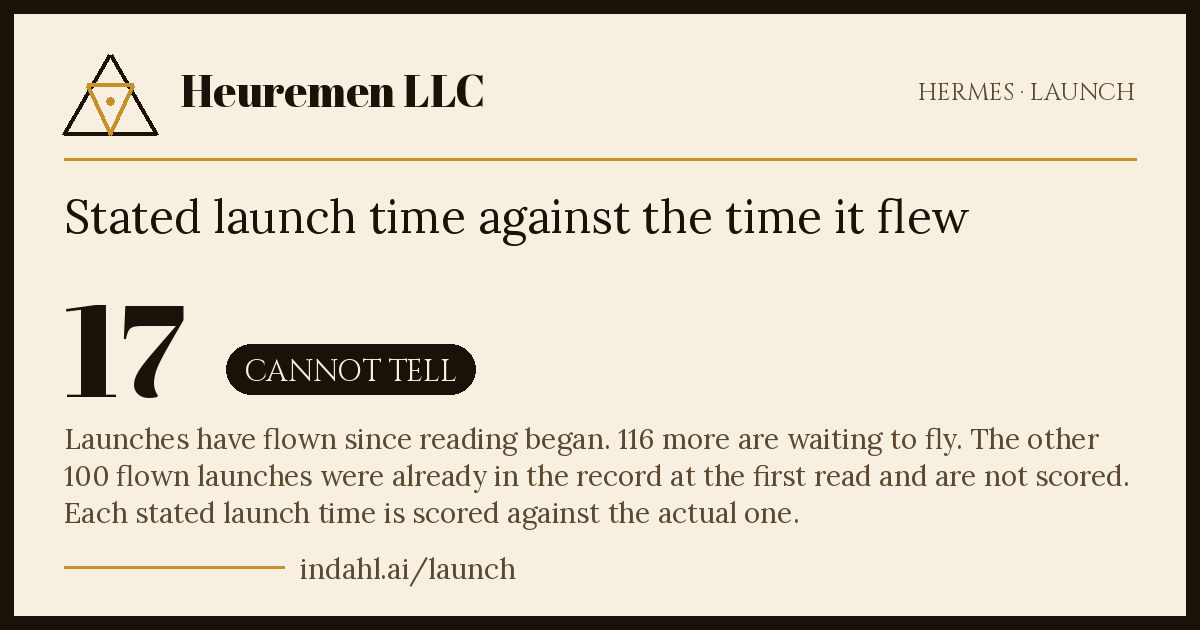 Heuremen LLC
HERMES · LAUNCH
Stated launch time against the time it flew
17
CANNOT TELL
Launches have flown since reading began. 116 more are waiting to fly. The other
100 flown launches were already in the record at the first read and are not scored.
Each stated launch time is scored against the actual one.
indahl.ai/launch